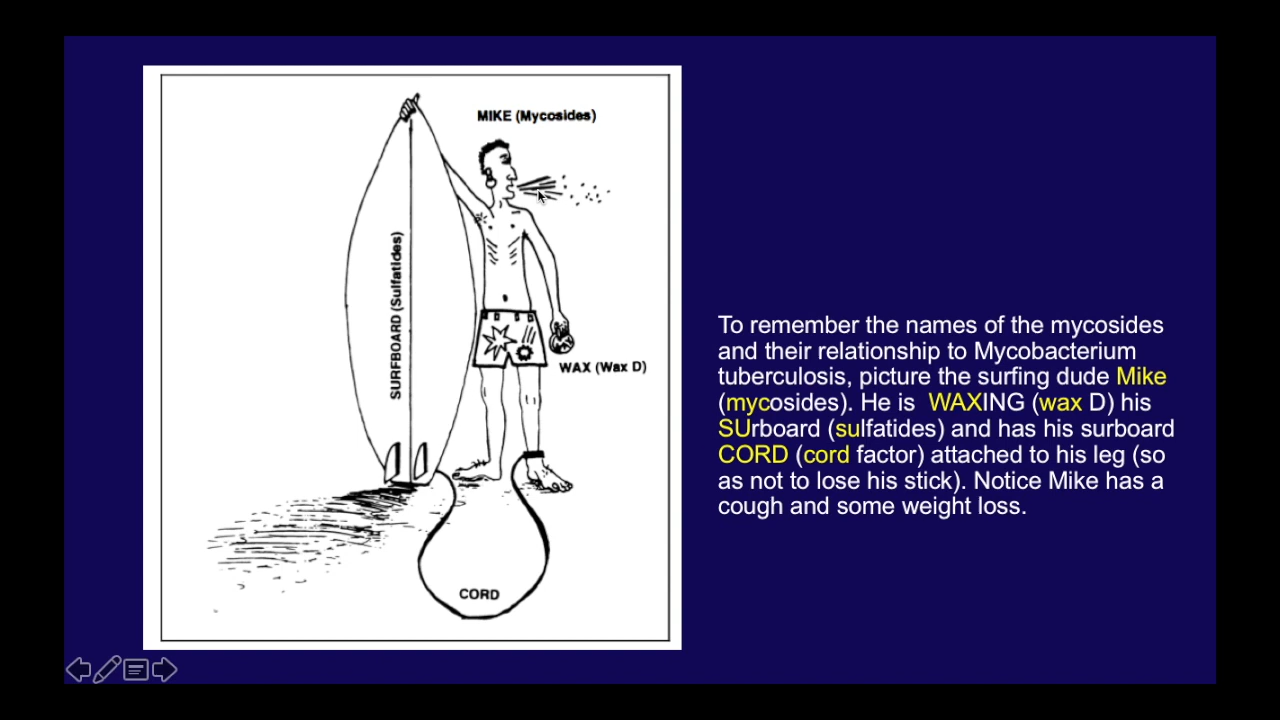 MIKE (Mycosides)
SURFBOARD (Sulfatides)
WAX (Wax D)
CORD
To remember the names of the mycosides
and their relationship to Mycobacterium
tuberculosis, picture the surfing dude Mike
(mycosides). He is WAXING (wax D) his
SUrboard (sulfatides) and has his surboard
CORD (cord factor) attached to his leg (so
as not to lose his stick). Notice Mike has a
cough and some weight loss.